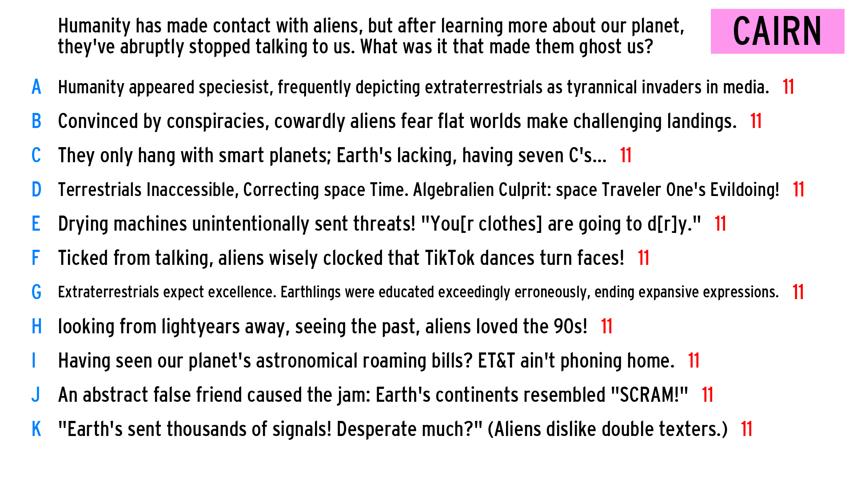 Humanity has made contact with aliens, but after learning more about our planet,
they've abruptly stopped talking to us. What was it that made them ghost us?
CAIRN
A Humanity appeared speciesist, frequently depicting extraterrestrials as tyrannical invaders in media. 11
B Convinced by conspiracies, cowardly aliens fear flat worlds make challenging landings. 11
C They only hang with smart planets; Earth's lacking, having seven C's... 11
D Terrestrials Inaccessible, Correcting space Time. Algebralien Culprit: space Traveler One's Evildoing! 11
E Drying machines unintentionally sent threats! "You[r clothes] are going to d[r]y." 11
F Ticked from talking, aliens wisely clocked that TikTok dances turn faces! 11
G Extraterrestrials expect excellence. Earthlings were educated exceedingly erroneously, ending expansive expressions. 11
H looking from lightyears away, seeing the past, aliens loved the 90s! 11
I Having seen our planet's astronomical roaming bills? ET&T ain't phoning home. 11
J An abstract false friend caused the jam: Earth's continents resembled "SCRAM!" 11
K "Earth's sent thousands of signals! Desperate much?" (Aliens dislike double texters.) 11